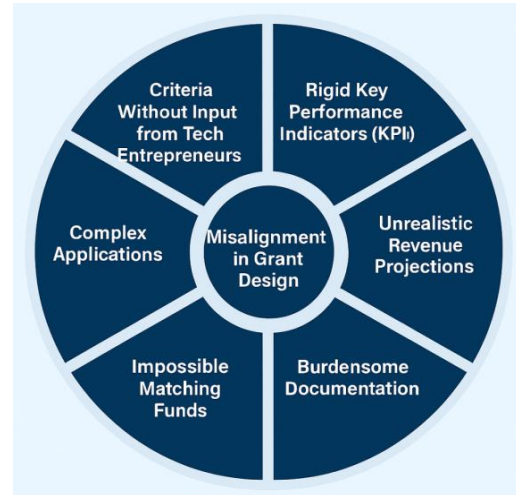 Criteria
Without Input
from Tech
Entrepreneurs
Rigid Key
Performance
Indicators (KPIs)
Unrealistic
Revenue
Projections
Burdensome
Documentation
Impossible
Matching
Funds
Complex
Applications
Misalignment
in Grant
Design